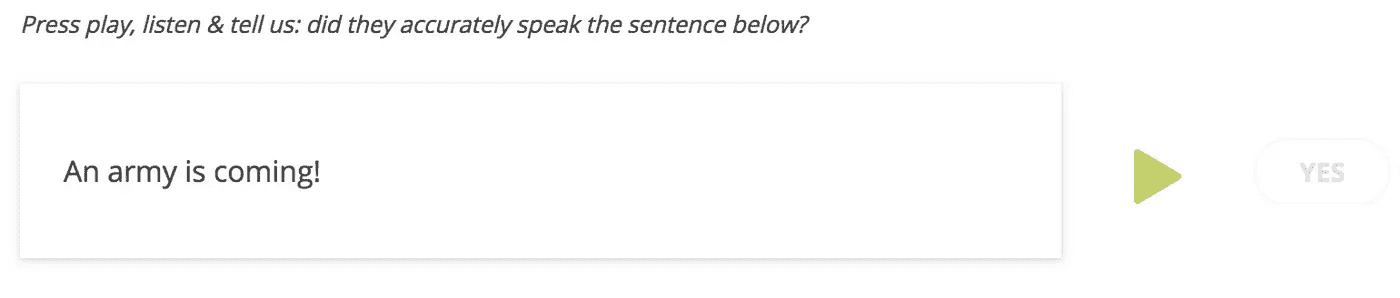 Press play, listen & tell us: did they accurately speak the sentence below?
An army is coming!
YES